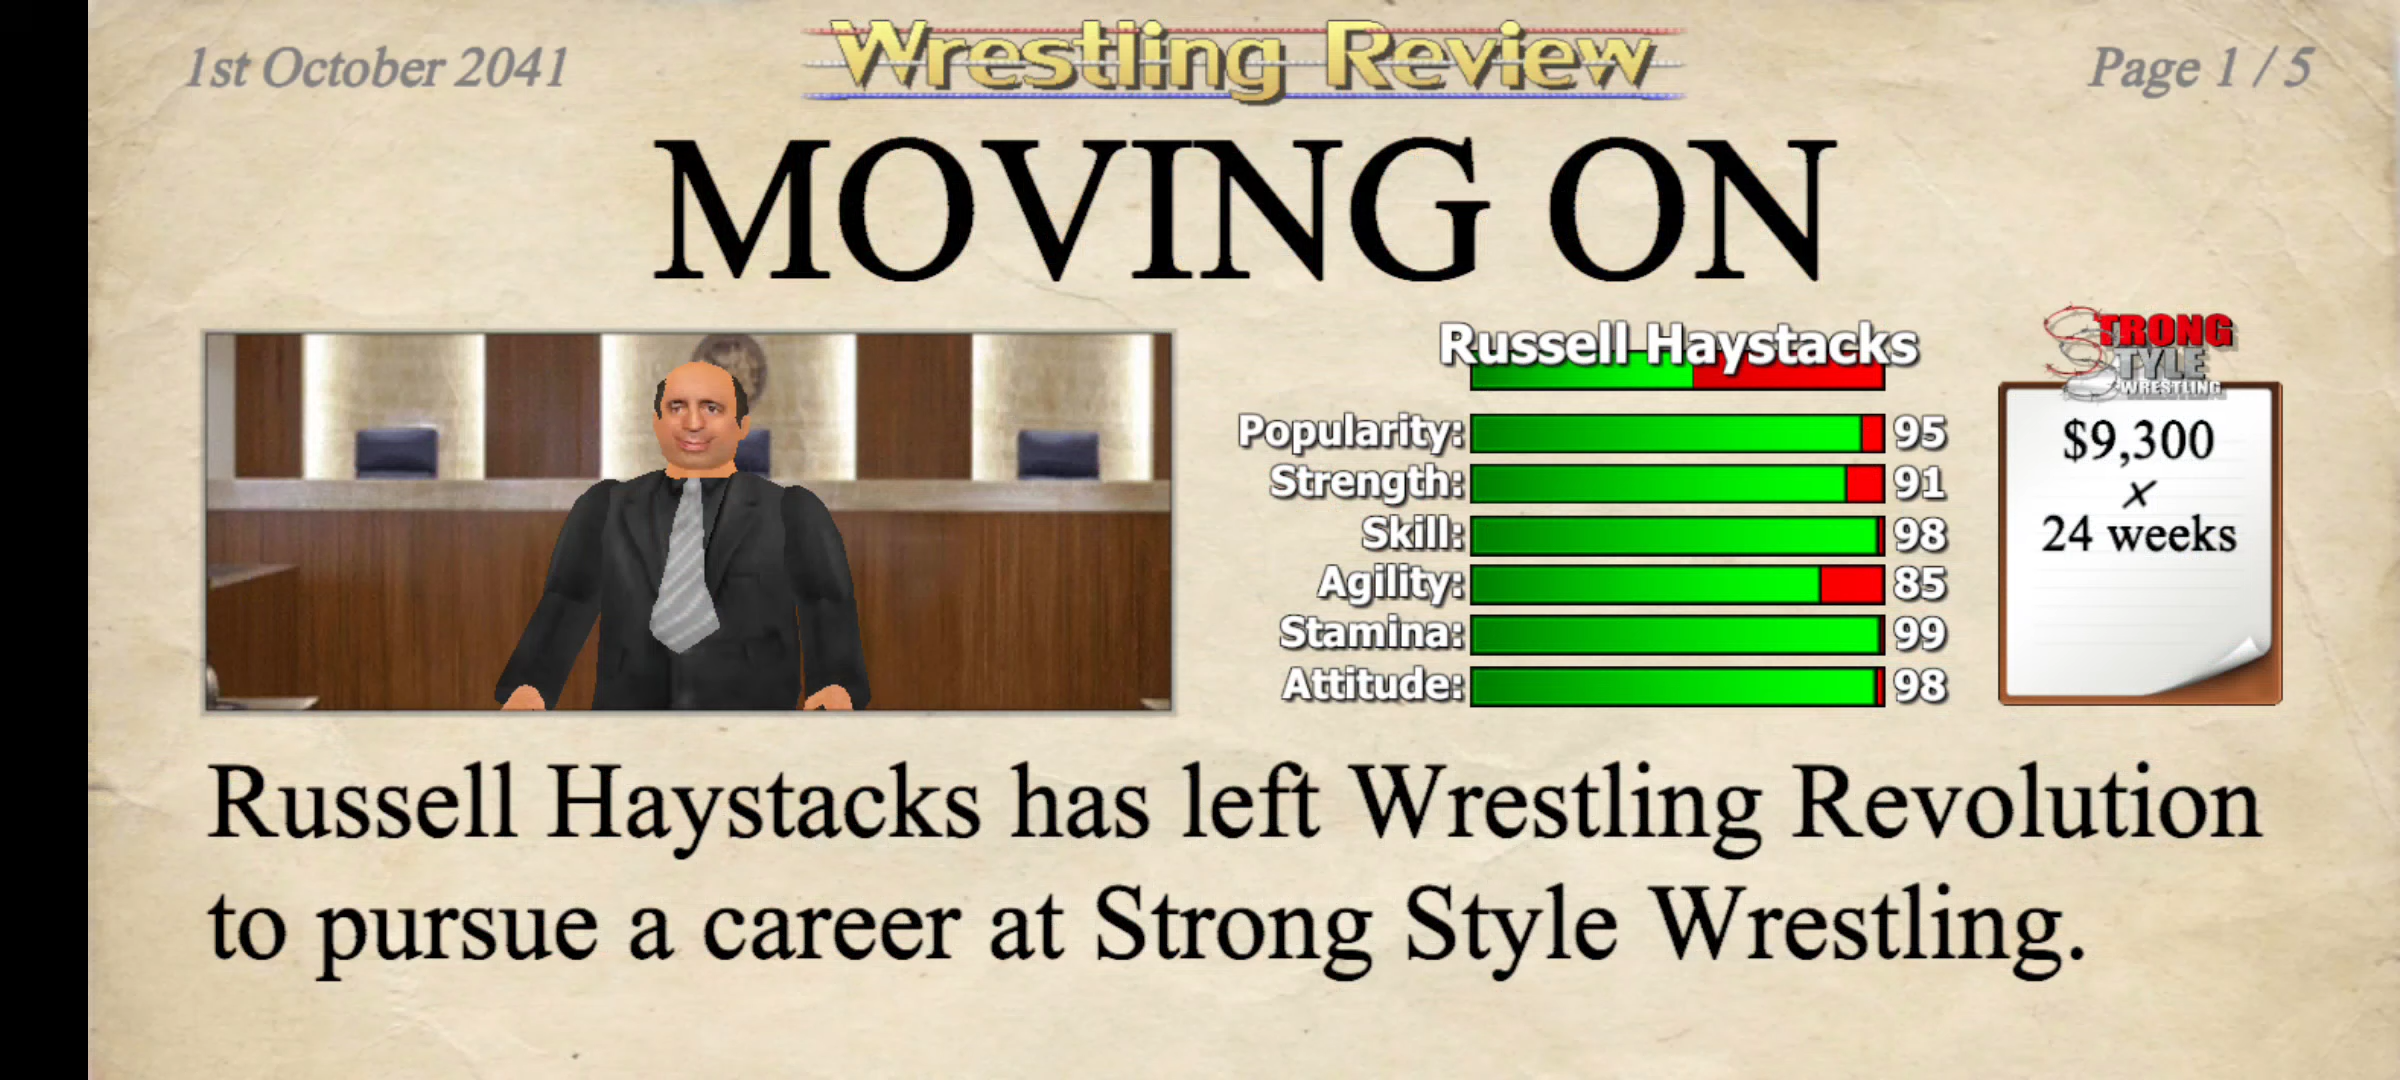 1st October 2041
Wrestling Review
Page 1 / 5
MOVING ON
Russell Haystacks
Popularity: 95
Strength: 91
Skill: 98
Agility: 85
Stamina: 99
Attitude: 98
STRONG
STYLE
WRESTLING
$9,300
×
24 weeks
Russell Haystacks has left Wrestling Revolution
to pursue a career at Strong Style Wrestling.